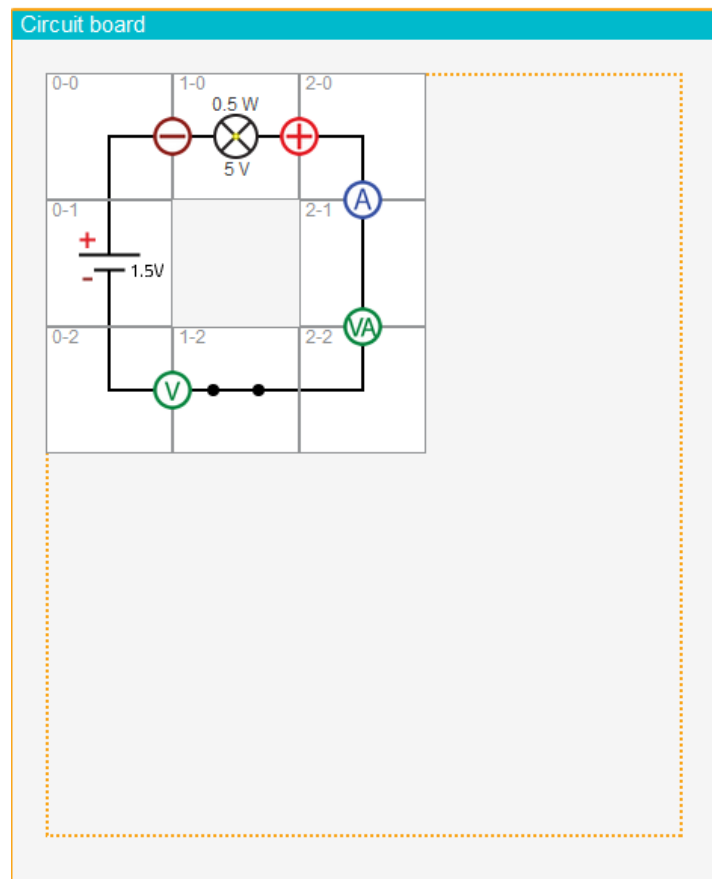 Circuit board
0-0 1-0 2-0
0.5 W
− +
5 V
A
0-1 2-1
+
1.5V
-
VA
0-2 1-2 2-2
V